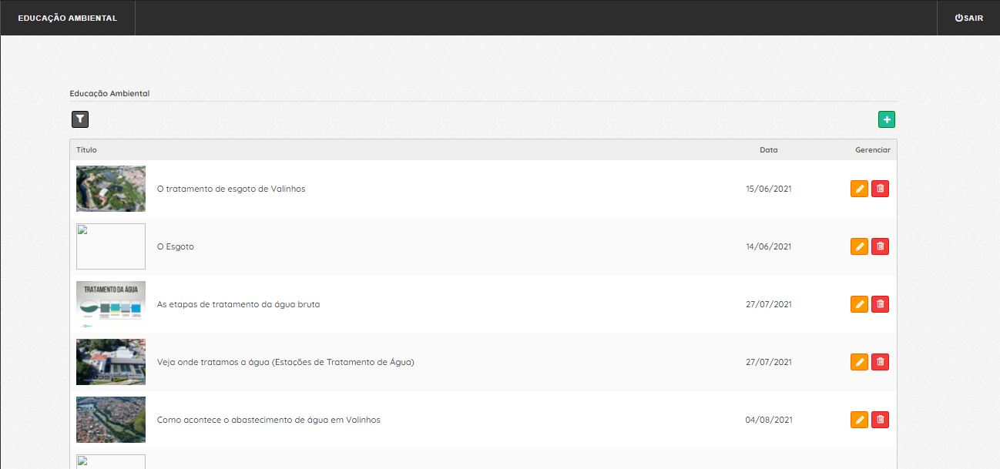 EDUCAÇÃO AMBIENTAL
SAIR
Educação Ambiental
Título Data Gerenciar
O tratamento de esgoto de Valinhos 15/06/2021
O Esgoto 14/06/2021
TRATAMENTO DA ÁGUA
As etapas de tratamento da água bruta 27/07/2021
Veja onde tratamos a água (Estações de Tratamento de Água) 27/07/2021
Como acontece o abastecimento de água em Valinhos 04/08/2021